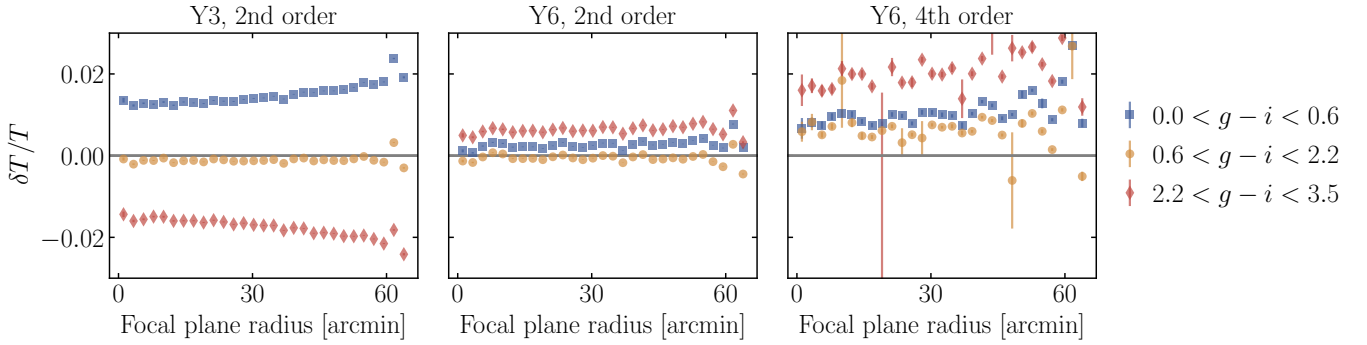 Y3, 2nd order
Y6, 2nd order
Y6, 4th order
δT/T
0.02
0.00
−0.02
0
30
60
0
30
60
0
30
60
Focal plane radius [arcmin]
Focal plane radius [arcmin]
Focal plane radius [arcmin]
0.0 < g − i < 0.6
0.6 < g − i < 2.2
2.2 < g − i < 3.5